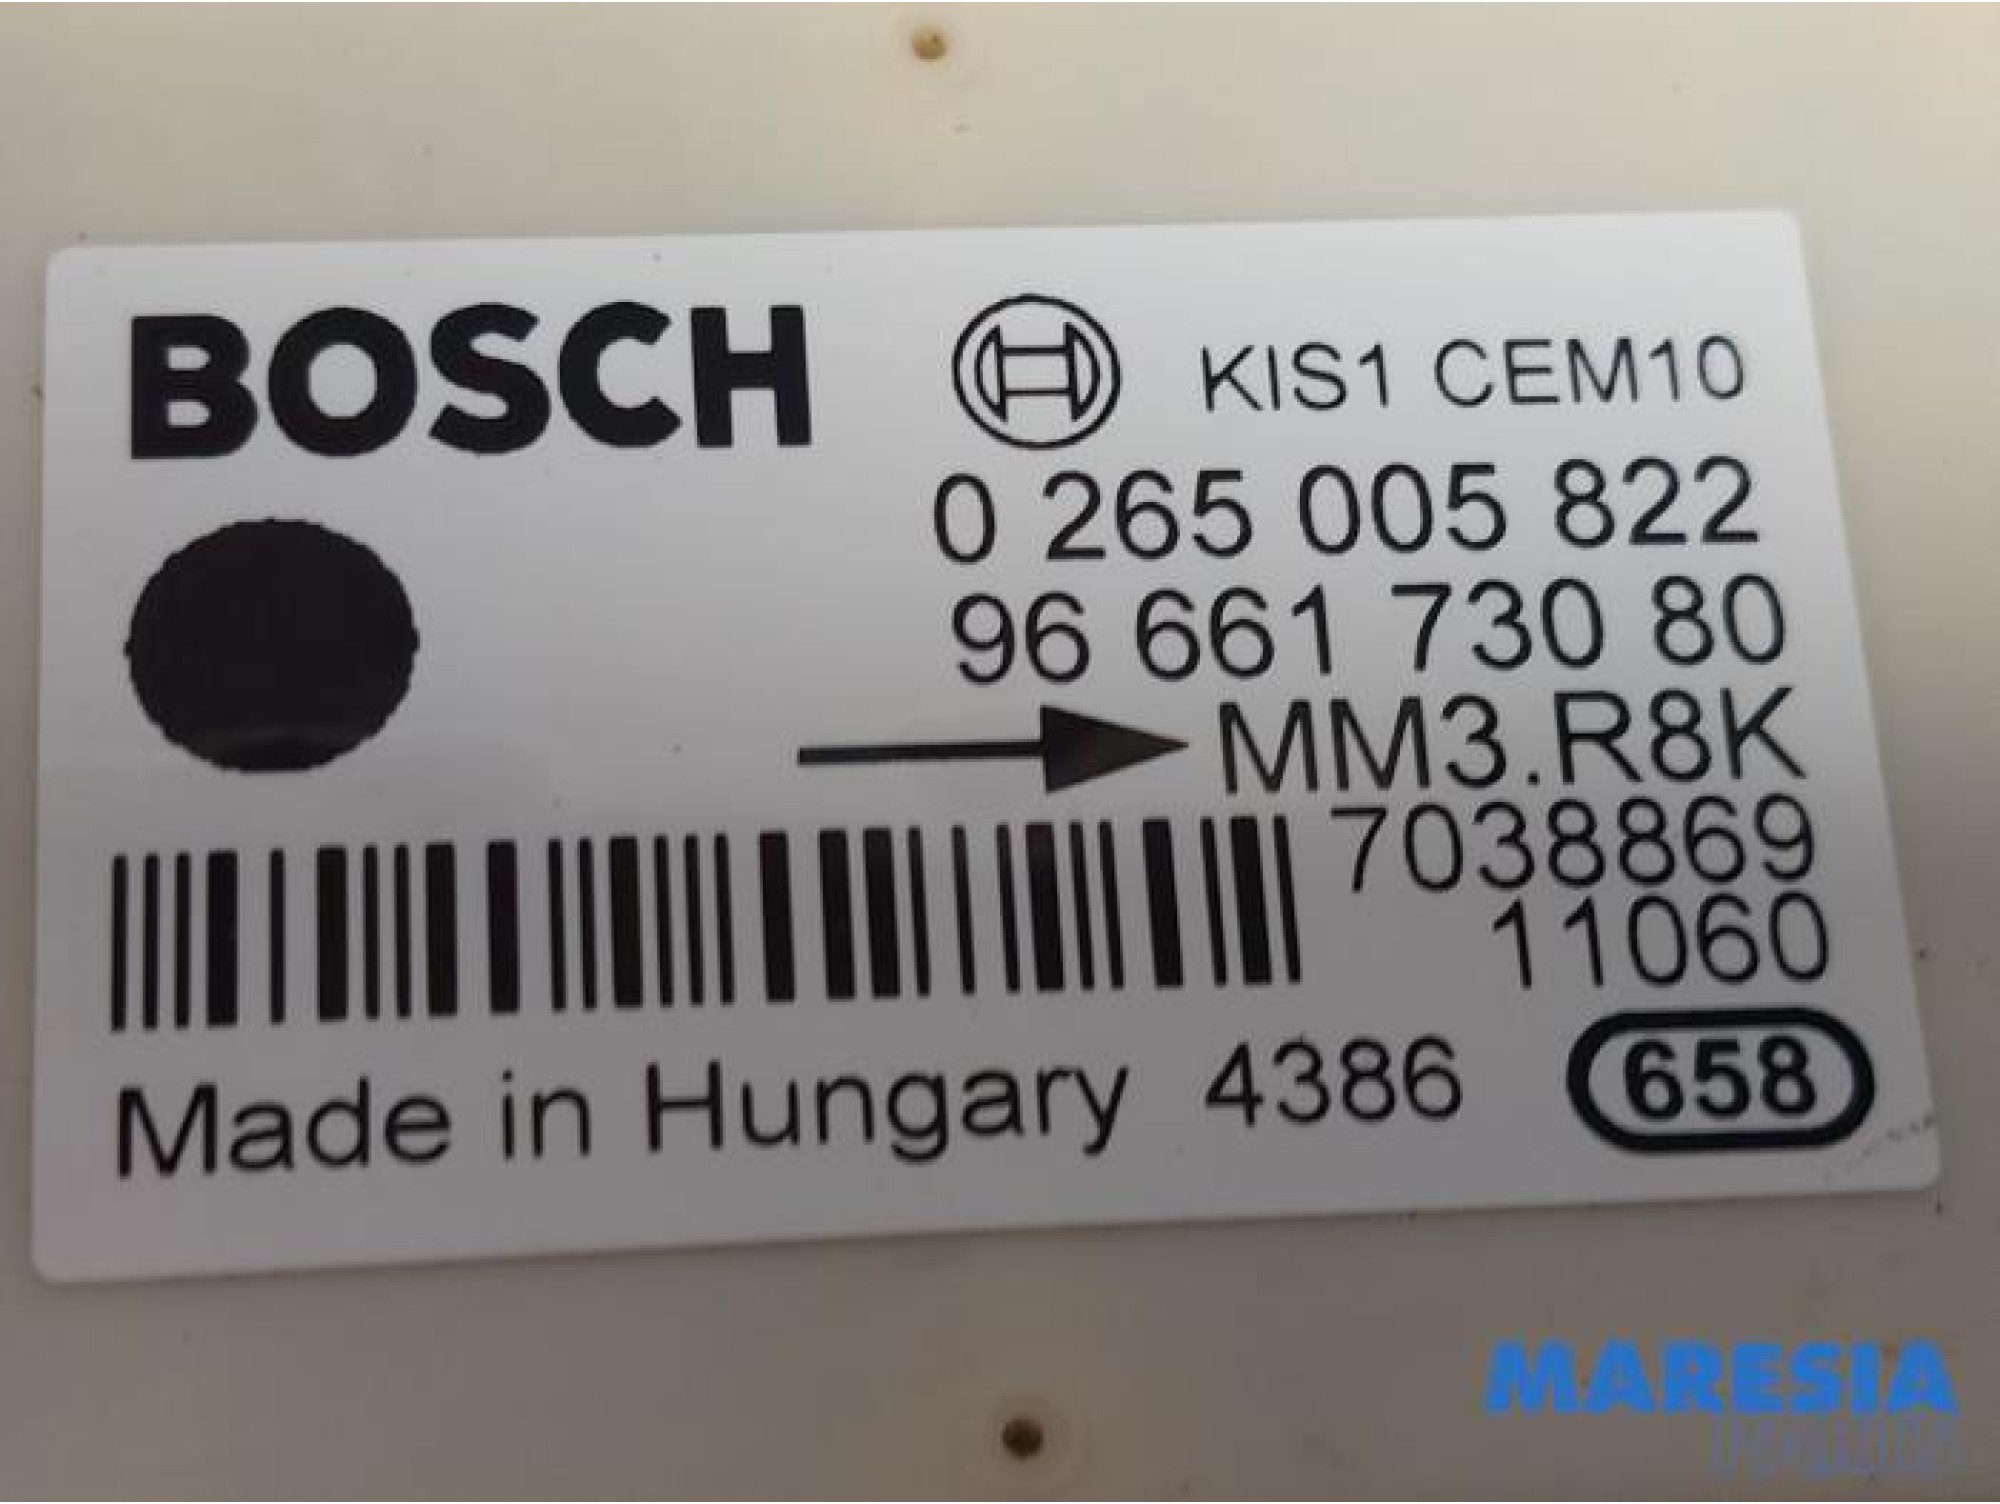 BOSCH KIS1 CEM10
0 265 005 822
96 661 730 80
MM3.R8K
7038869
11060
Made in Hungary 4386 658
MARESIA